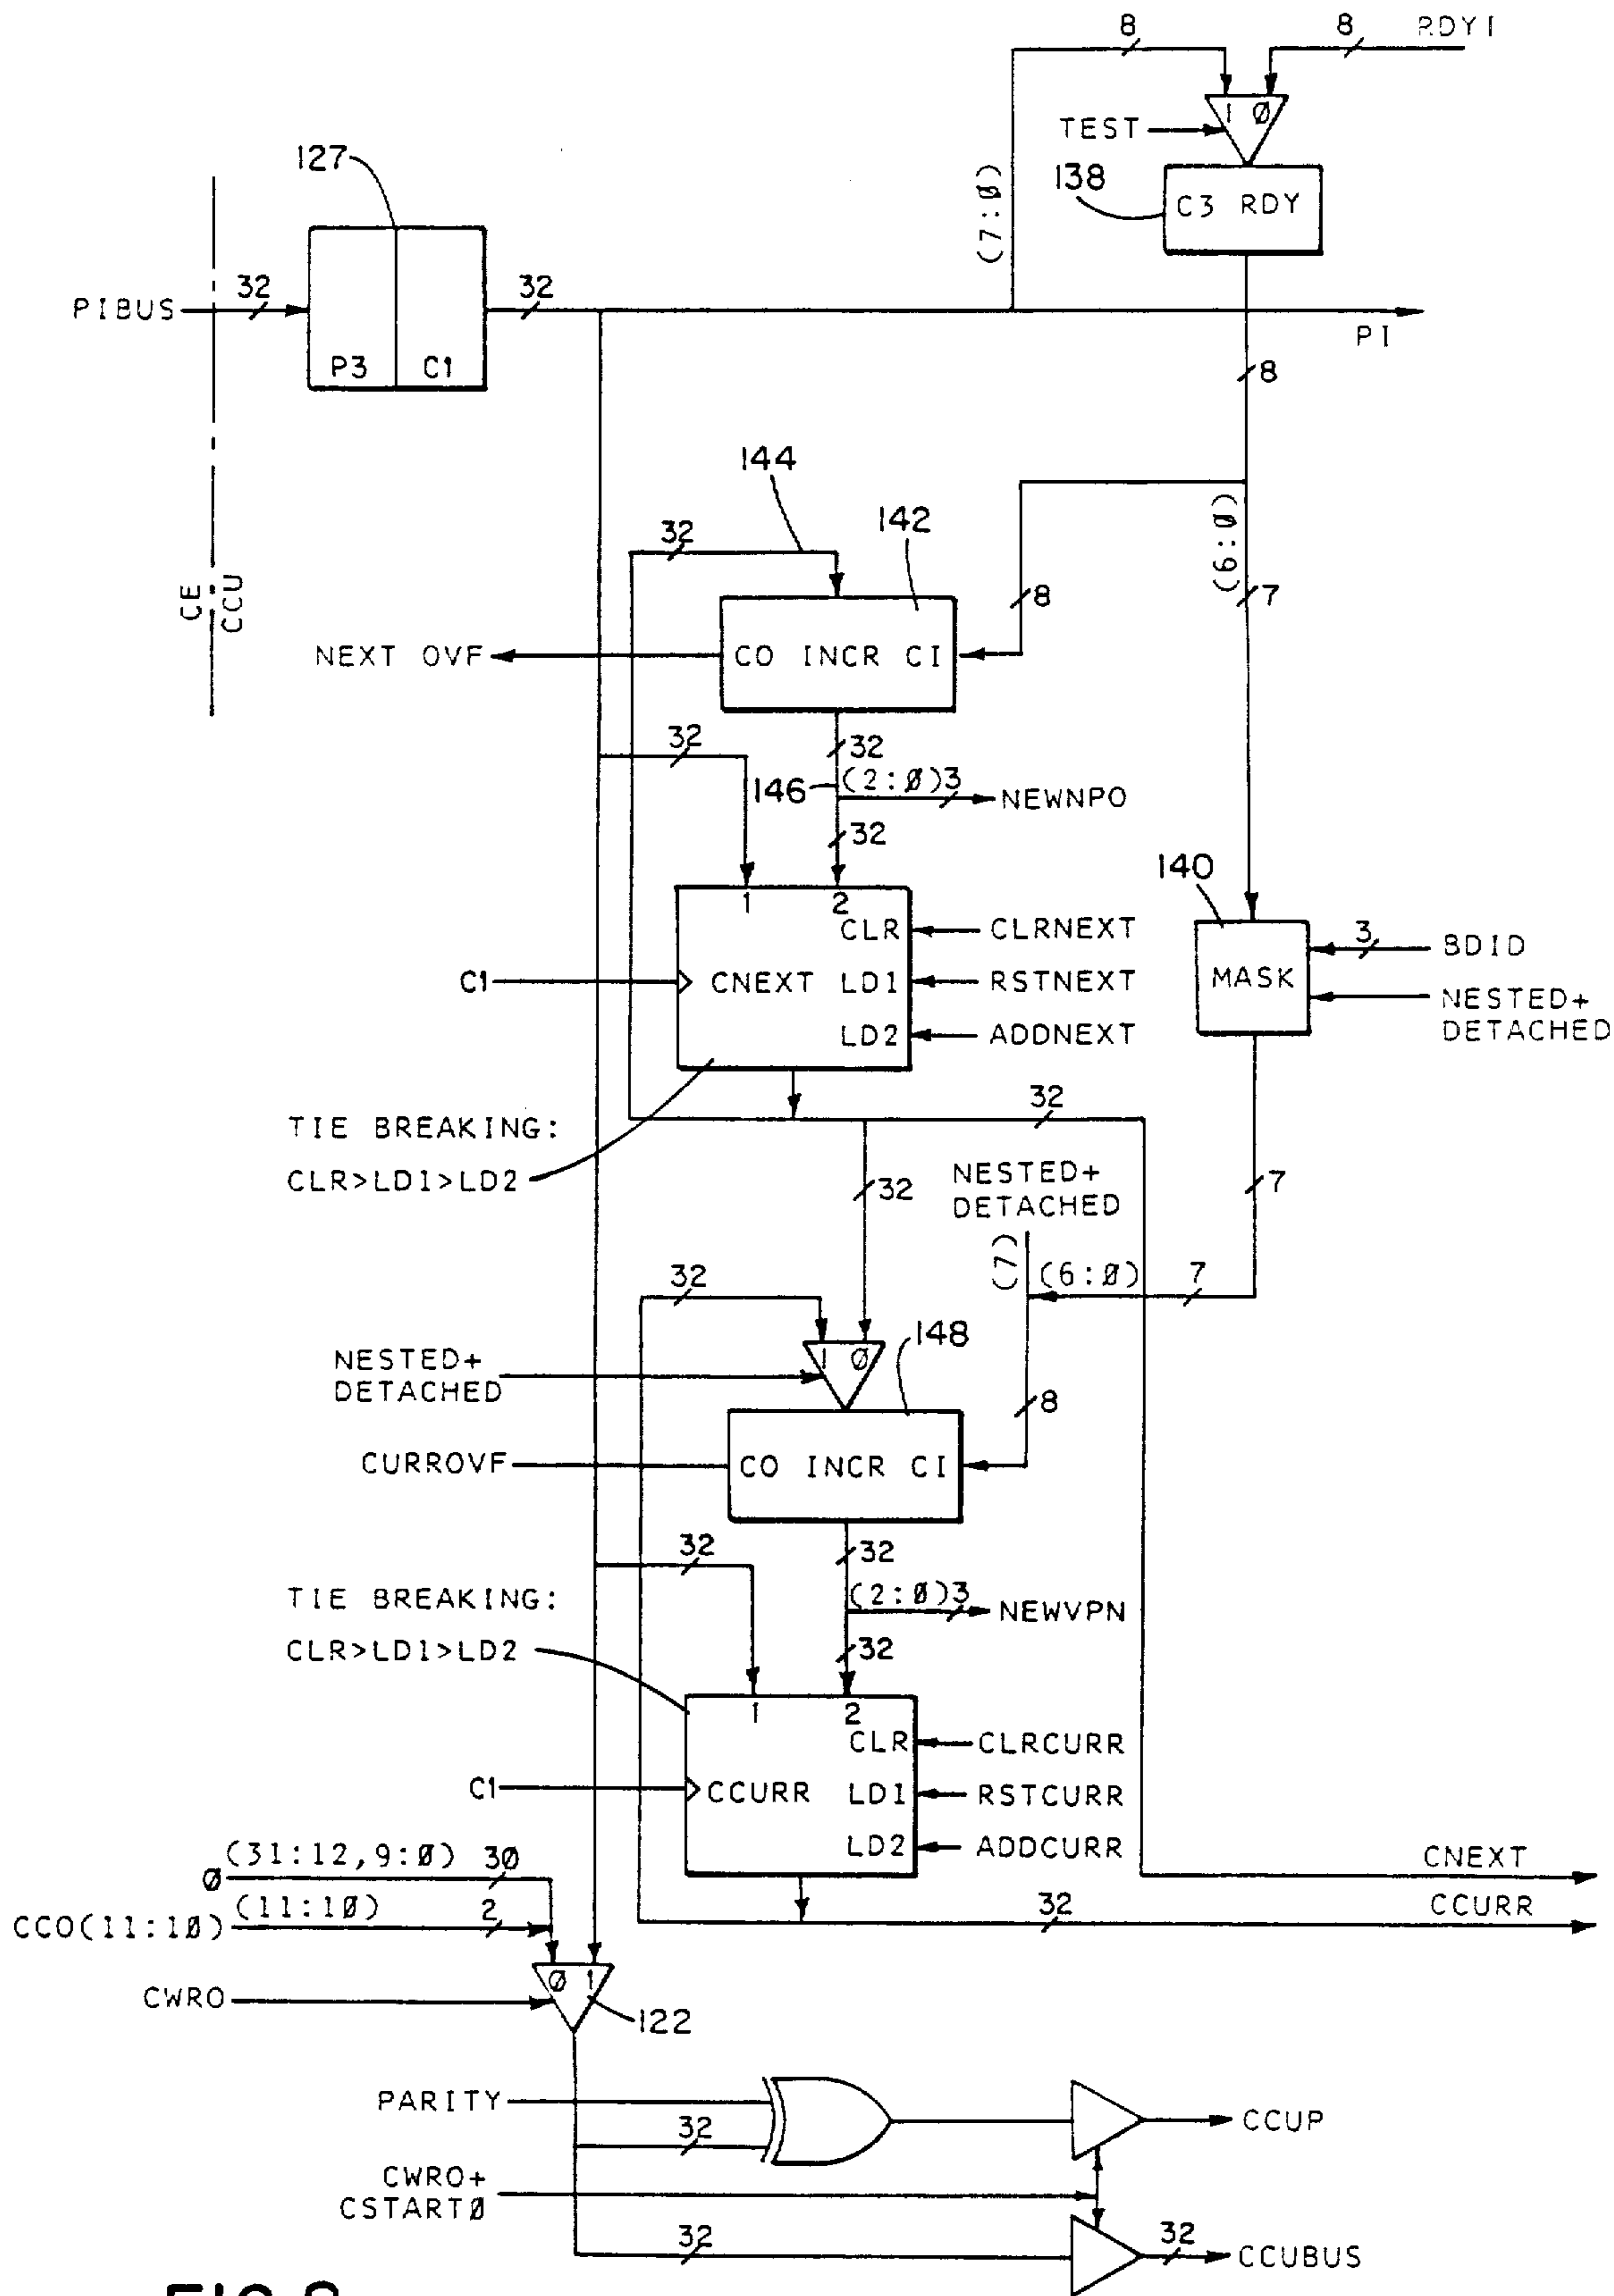 8
8
RDYI
1 Ø
TEST
127
(7:Ø)
138
C3 RDY
PIBUS
32
32
P3
C1
PI
8
144
142
32
(6:Ø)
CE
CCU
8
7
NEXT OVF
CO INCR CI
32
32
146
(2:Ø)3
NEWNPO
32
140
1
2
CLR
CLRNEXT
3
BDID
C1
CNEXT
LD1
RSTNEXT
MASK
NESTED+
DETACHED
LD2
ADDNEXT
32
TIE BREAKING:
CLR>LD1>LD2
NESTED+
DETACHED
32
7
(7)
(6:Ø)
7
32
148
1 Ø
NESTED+
DETACHED
8
CURROVF
CO INCR CI
32
32
TIE BREAKING:
(2:Ø)3
NEWVPN
CLR>LD1>LD2
32
1
2
CLR
CLRCURR
C1
CCURR
LD1
RSTCURR
LD2
ADDCURR
(31:12,9:Ø)
30
Ø
CNEXT
CCO(11:1Ø)
(11:1Ø)
2
32
CCURR
Ø 1
CWRO
122
PARITY
32
CCUP
CWRO+
CSTARTØ
32
32
CCUBUS